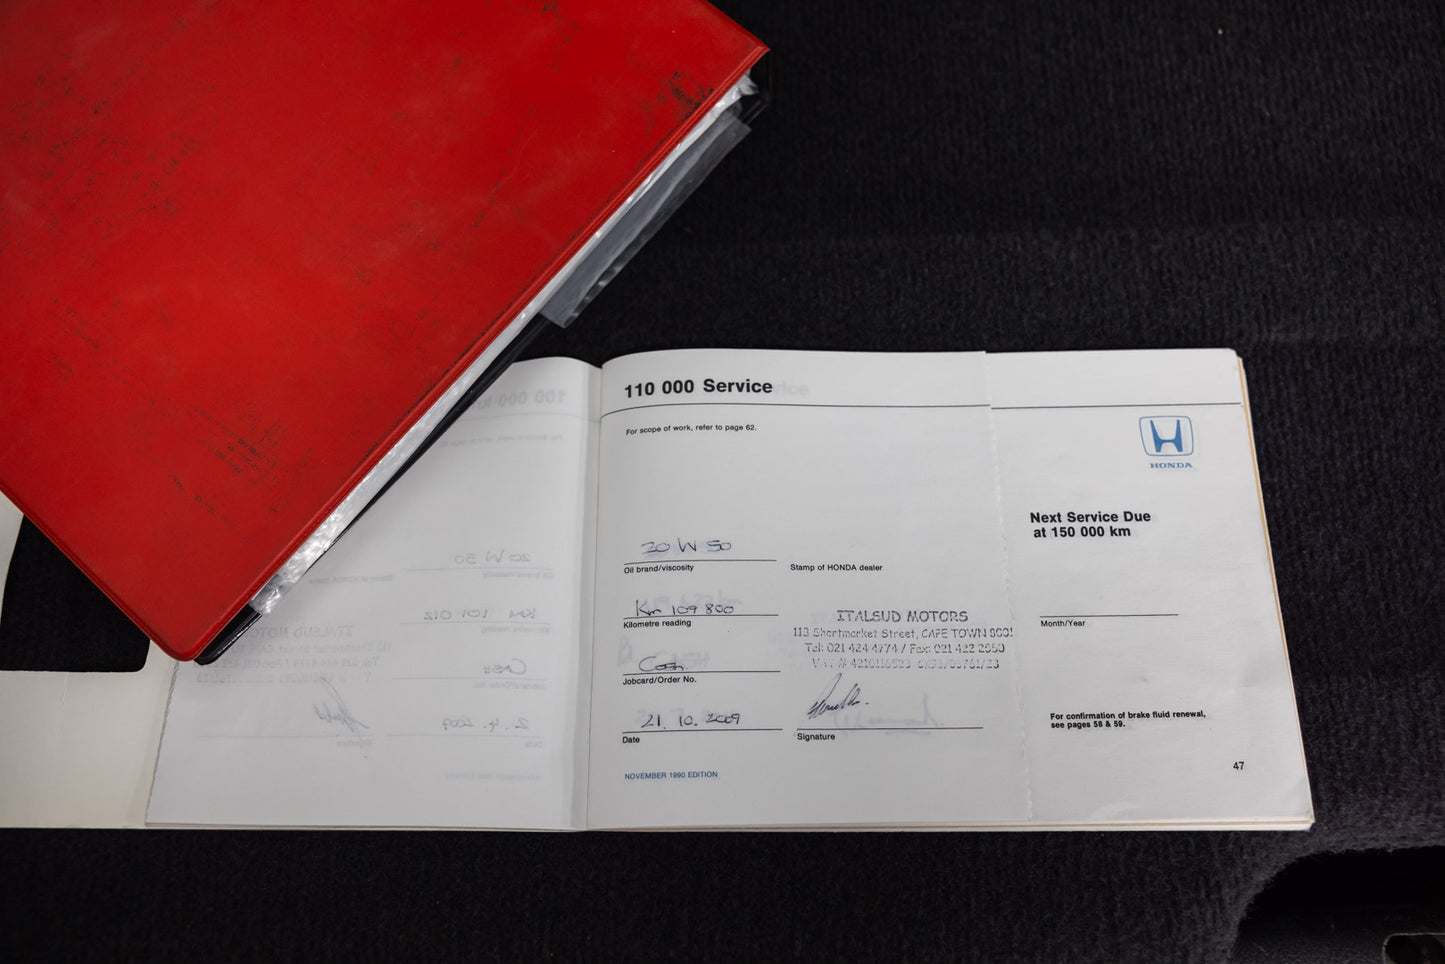 110 000 Service
For scope of work, refer to page 62.
20 W 50
Oil brand/viscosity
Stamp of HONDA dealer
Km 109 800
Kilometre reading
ITALSUD MOTORS
113 Shortmarket Street, CAPE TOWN 8001
Tel: 021 424 4774 / Fax: 021 422 2550
Cash
Jobcard/Order No.
21. 10. 2009
Date
Signature
NOVEMBER 1990 EDITION
HONDA
Next Service Due
at 150 000 km
Month/Year
For confirmation of brake fluid renewal,
see pages 58 & 59.
47